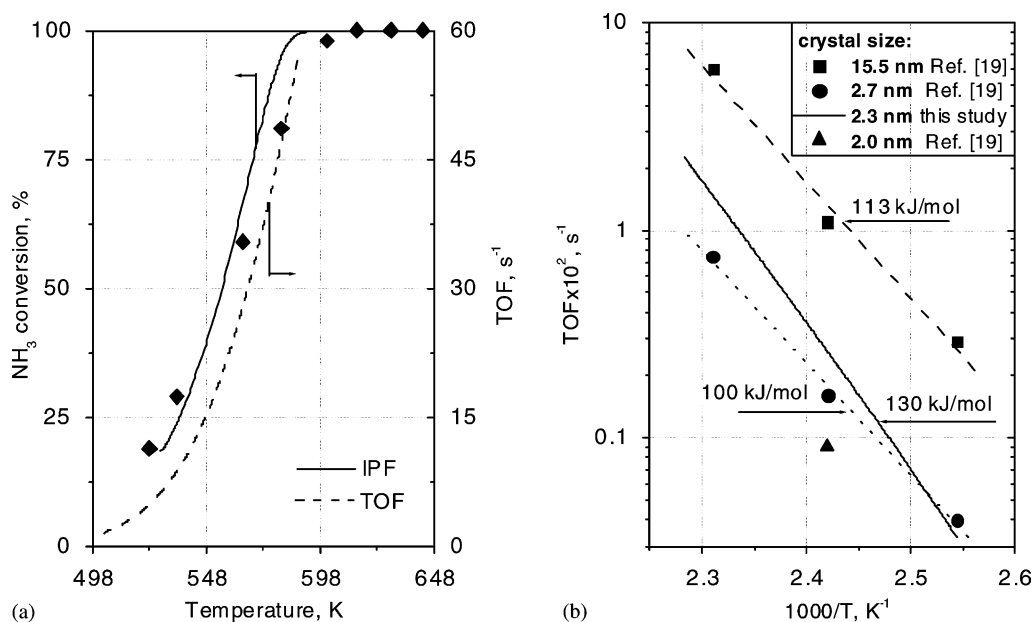 100
75
50
25
0
NH₃ conversion, %
498
548
598
648
Temperature, K
60
45
30
15
0
TOF, s⁻¹
IPF
TOF
(a)
10
1
0.1
TOFx10², s⁻¹
crystal size:
15.5 nm Ref. [19]
2.7 nm Ref. [19]
2.3 nm this study
2.0 nm Ref. [19]
113 kJ/mol
100 kJ/mol
130 kJ/mol
2.3
2.4
2.5
2.6
1000/T, K⁻¹
(b)